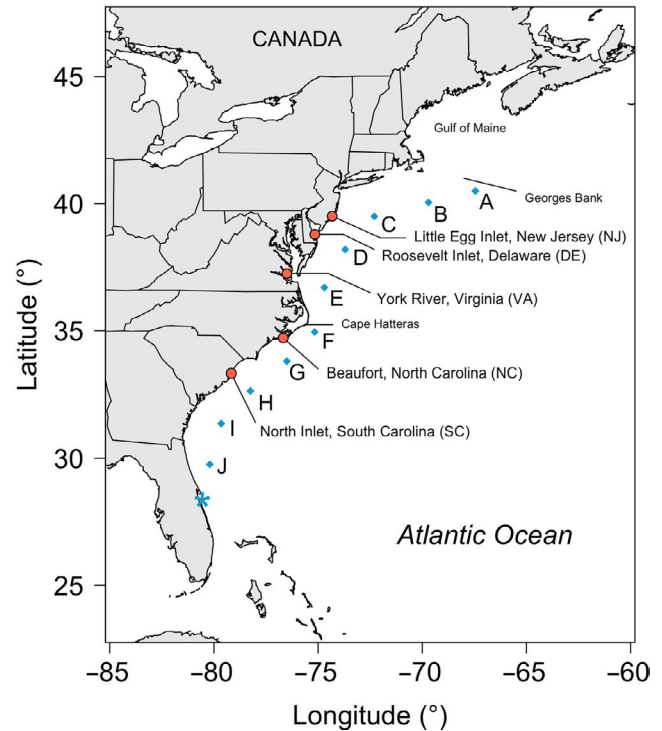 CANADA
45
Gulf of Maine
A
Georges Bank
B
40
C
Little Egg Inlet, New Jersey (NJ)
D
Roosevelt Inlet, Delaware (DE)
E
York River, Virginia (VA)
Cape Hatteras
35
F
G
Beaufort, North Carolina (NC)
H
I
North Inlet, South Carolina (SC)
30
J
*
Atlantic Ocean
25
Latitude (°)
−85 −80 −75 −70 −65 −60
Longitude (°)